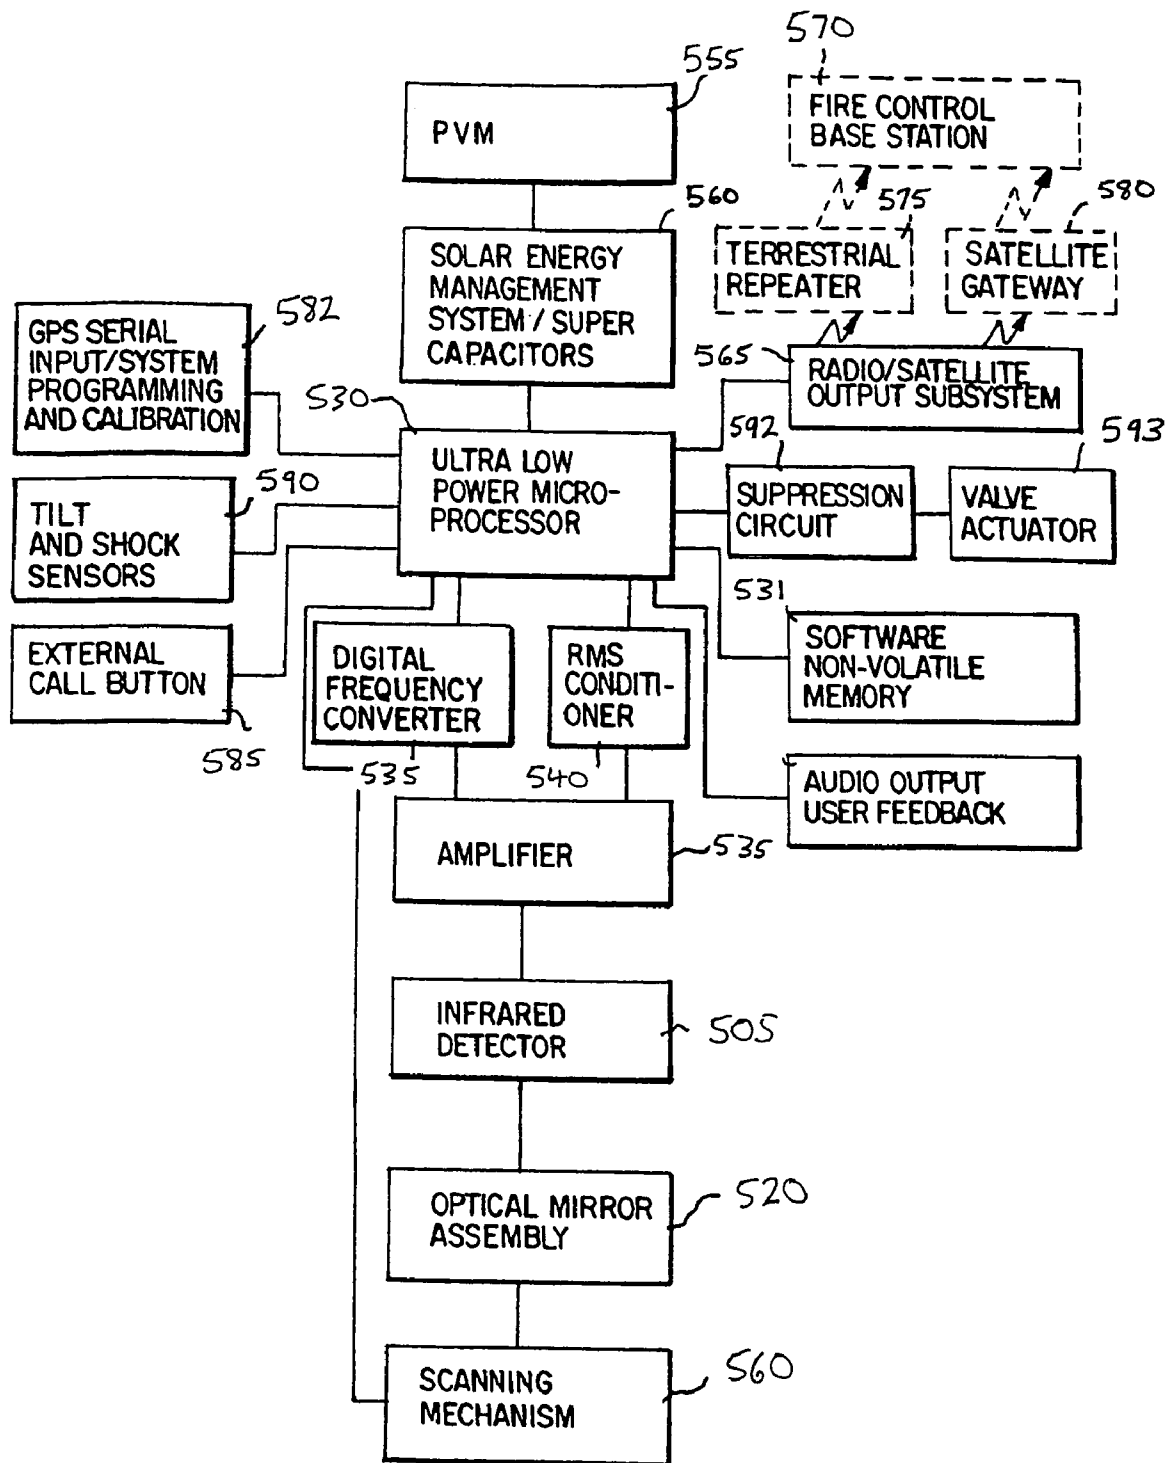 570
555
FIRE CONTROL
BASE STATION
PVM
575
580
560
TERRESTRIAL
REPEATER
SATELLITE
GATEWAY
SOLAR ENERGY
MANAGEMENT
SYSTEM / SUPER
CAPACITORS
582
GPS SERIAL
INPUT/SYSTEM
PROGRAMMING
AND CALIBRATION
565
RADIO/SATELLITE
OUTPUT SUBSYSTEM
530
592
593
ULTRA LOW
POWER MICRO-
PROCESSOR
590
TILT
AND SHOCK
SENSORS
SUPPRESSION
CIRCUIT
VALVE
ACTUATOR
531
EXTERNAL
CALL BUTTON
DIGITAL
FREQUENCY
CONVERTER
RMS
CONDITI-
ONER
SOFTWARE
NON-VOLATILE
MEMORY
585
535
540
AUDIO OUTPUT
USER FEEDBACK
AMPLIFIER
535
INFRARED
DETECTOR
505
OPTICAL MIRROR
ASSEMBLY
520
SCANNING
MECHANISM
560